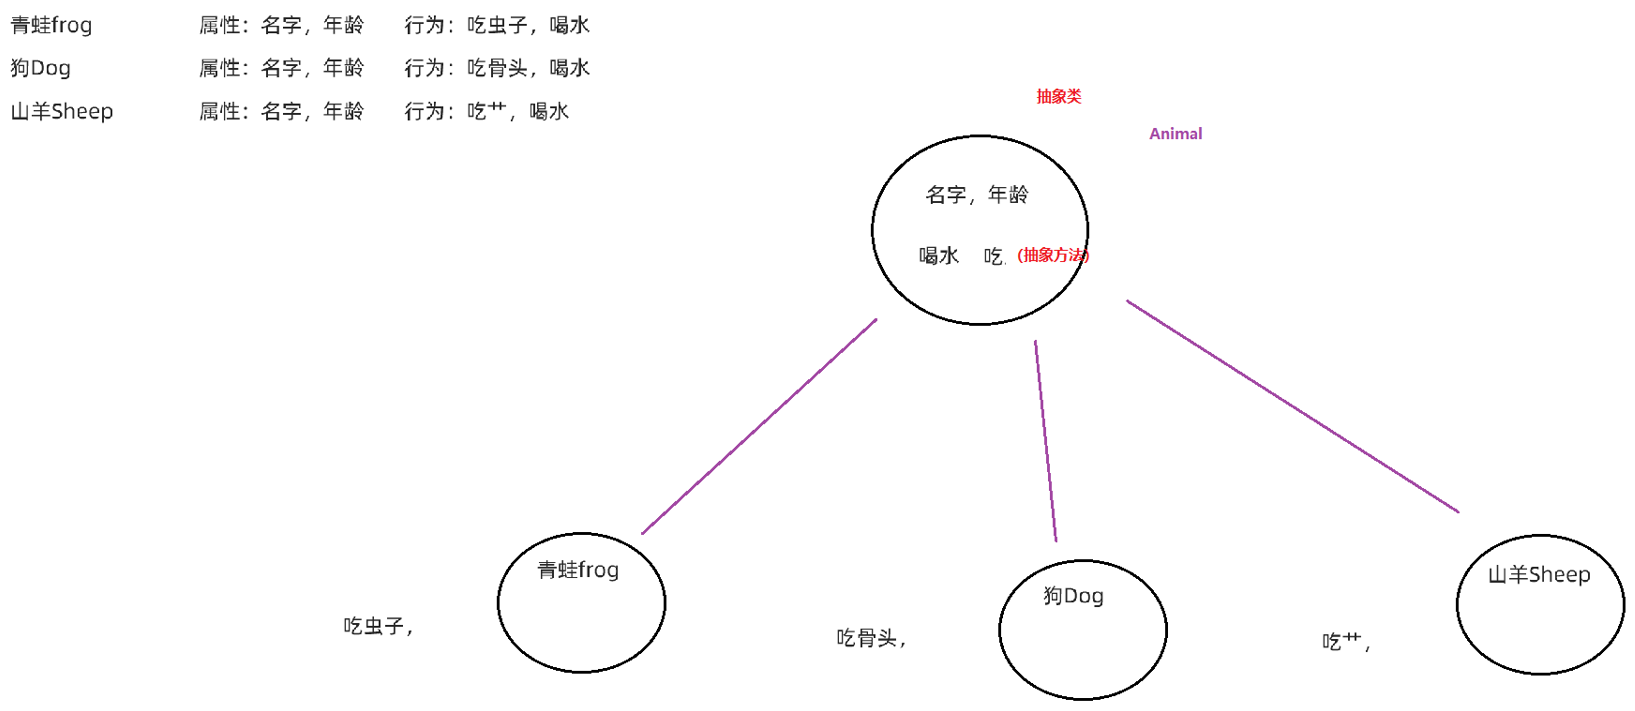 青蛙frog 属性：名字，年龄 行为：吃虫子，喝水
狗Dog 属性：名字，年龄 行为：吃骨头，喝水
山羊Sheep 属性：名字，年龄 行为：吃艹，喝水
抽象类
Animal
名字，年龄
喝水 吃 (抽象方法)
青蛙frog
吃虫子，
狗Dog
吃骨头，
山羊Sheep
吃艹，